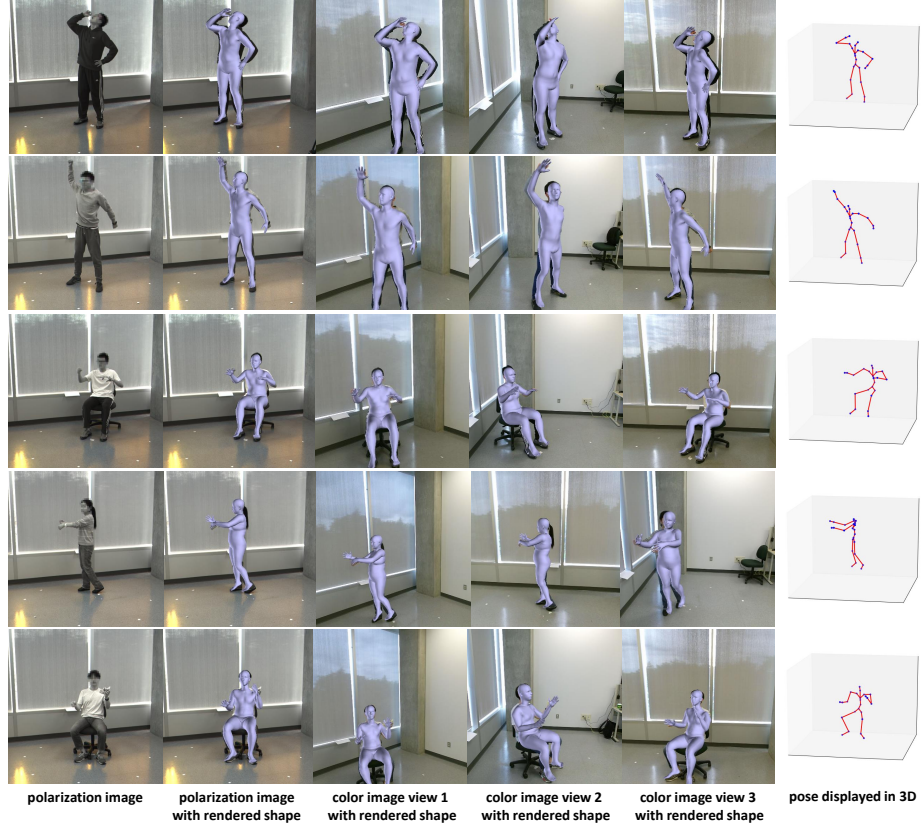 polarization image
polarization image
with rendered shape
color image view 1
with rendered shape
color image view 2
with rendered shape
color image view 3
with rendered shape
pose displayed in 3D